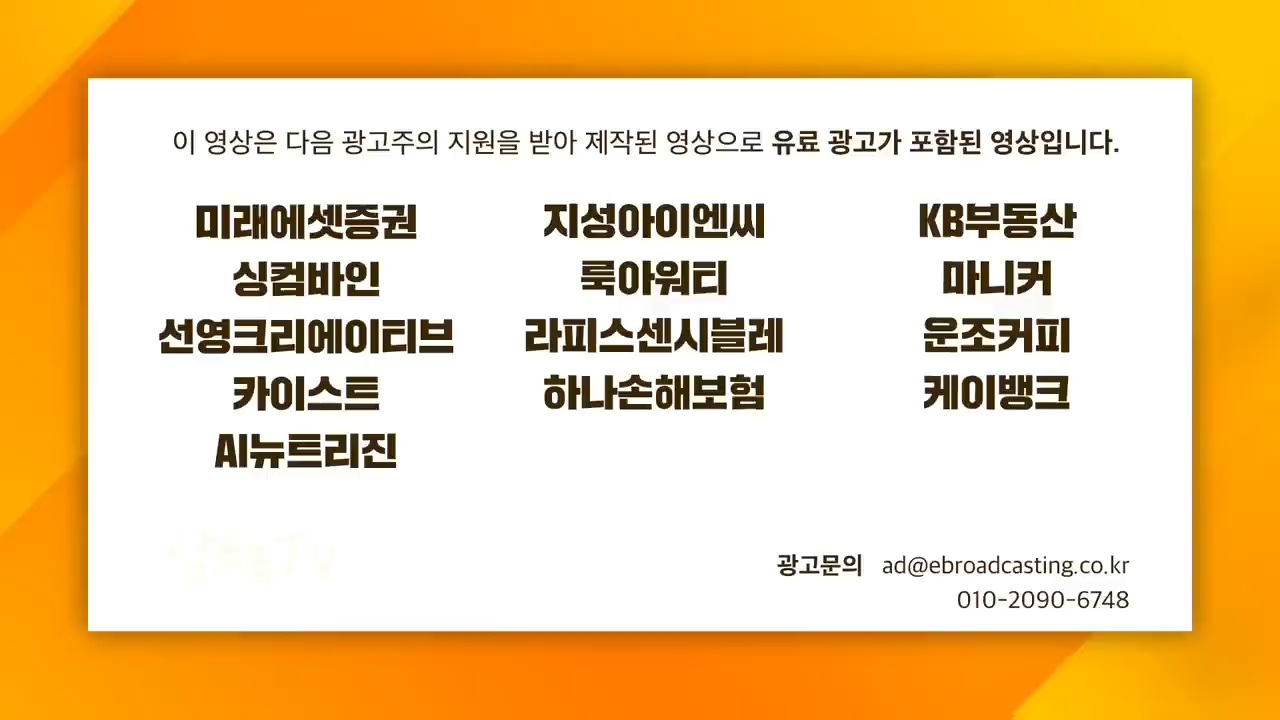 이 영상은 다음 광고주의 지원을 받아 제작된 영상으로 유료 광고가 포함된 영상입니다.
미래에셋증권 지성아이엔씨 KB부동산
싱컴바인 룩아워티 마니커
선영크리에이티브 라피스센시블레 운조커피
카이스트 하나손해보험 케이뱅크
AI뉴트리진
광고문의 ad@ebroadcasting.co.kr
010-2090-6748